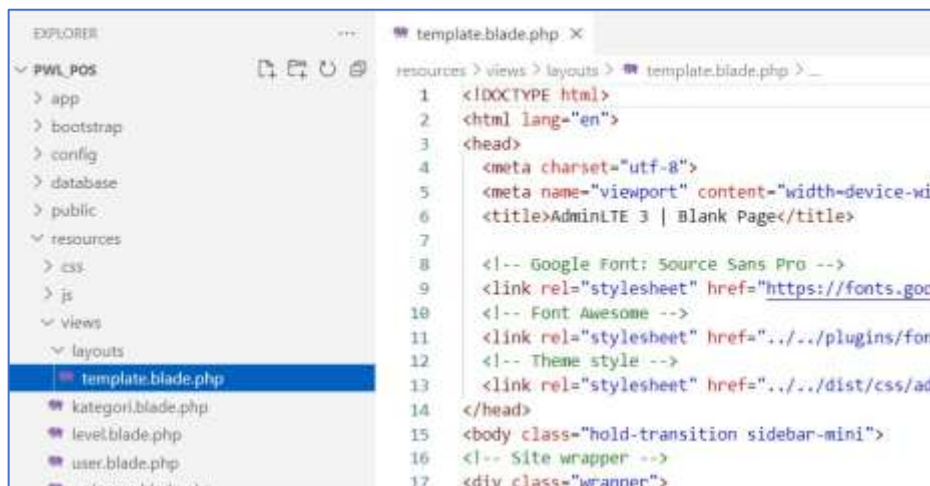 EXPLORER ...
PWL_POS
app
bootstrap
config
database
public
resources
css
js
views
layouts
template.blade.php
kategori.blade.php
level.blade.php
user.blade.php
template.blade.php ×
resources > views > layouts > template.blade.php > ...
1 <!DOCTYPE html>
2 <html lang="en">
3 <head>
4 <meta charset="utf-8">
5 <meta name="viewport" content="width=device-wi
6 <title>AdminLTE 3 | Blank Page</title>
7
8 <!-- Google Font: Source Sans Pro -->
9 <link rel="stylesheet" href="https://fonts.goo
10 <!-- Font Awesome -->
11 <link rel="stylesheet" href="../../plugins/fon
12 <!-- Theme style -->
13 <link rel="stylesheet" href="../../dist/css/ad
14 </head>
15 <body class="hold-transition sidebar-mini">
16 <!-- Site wrapper -->
17 <div class="wrapper">